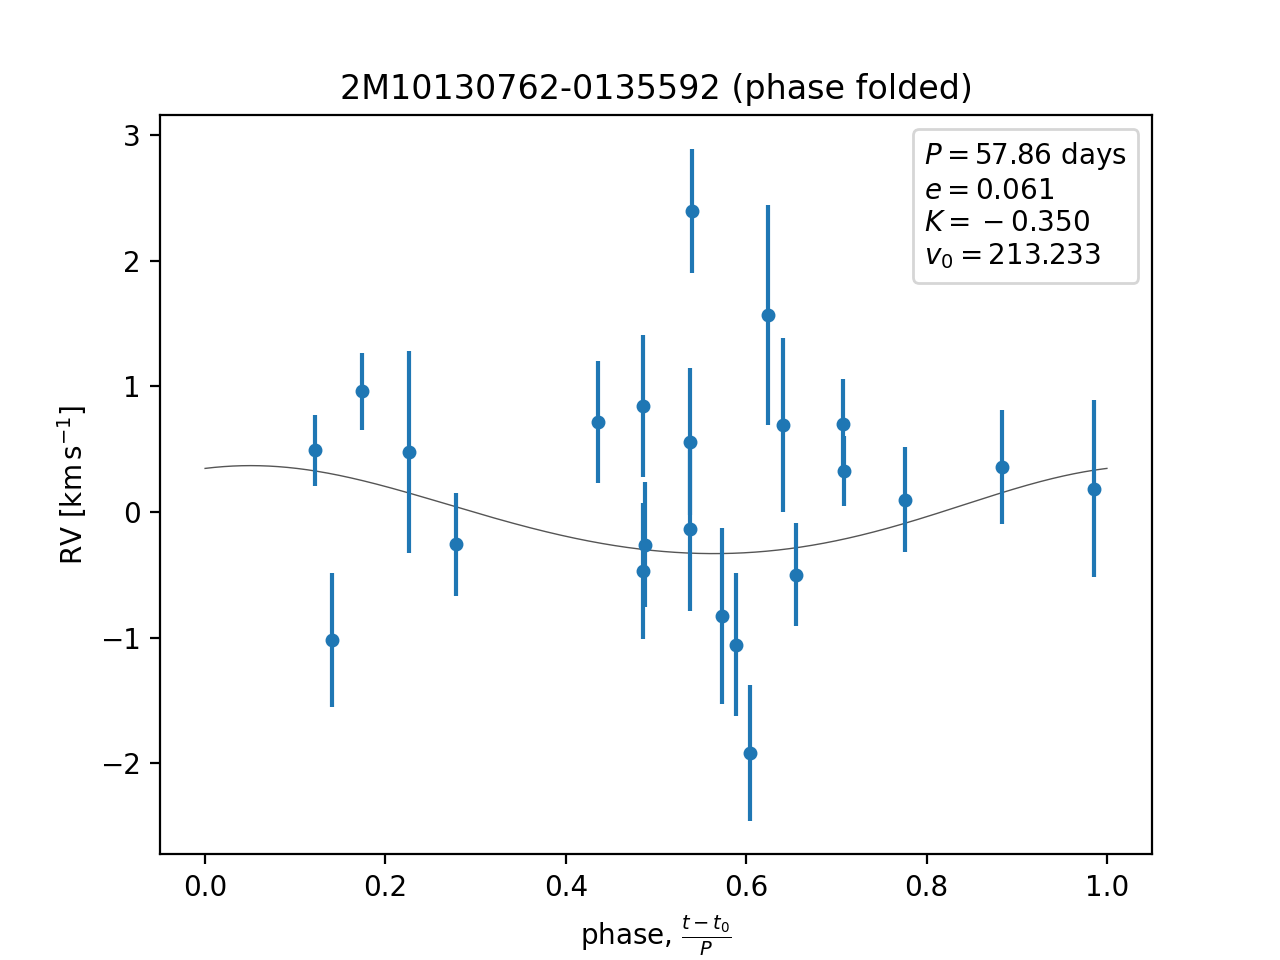 2M10130762-0135592 (phase folded)
P = 57.86 days
e = 0.061
K = −0.350
v₀ = 213.233
RV [km s⁻¹]
3
2
1
0
−1
−2
0.0 0.2 0.4 0.6 0.8 1.0
phase, (t − t₀)/P